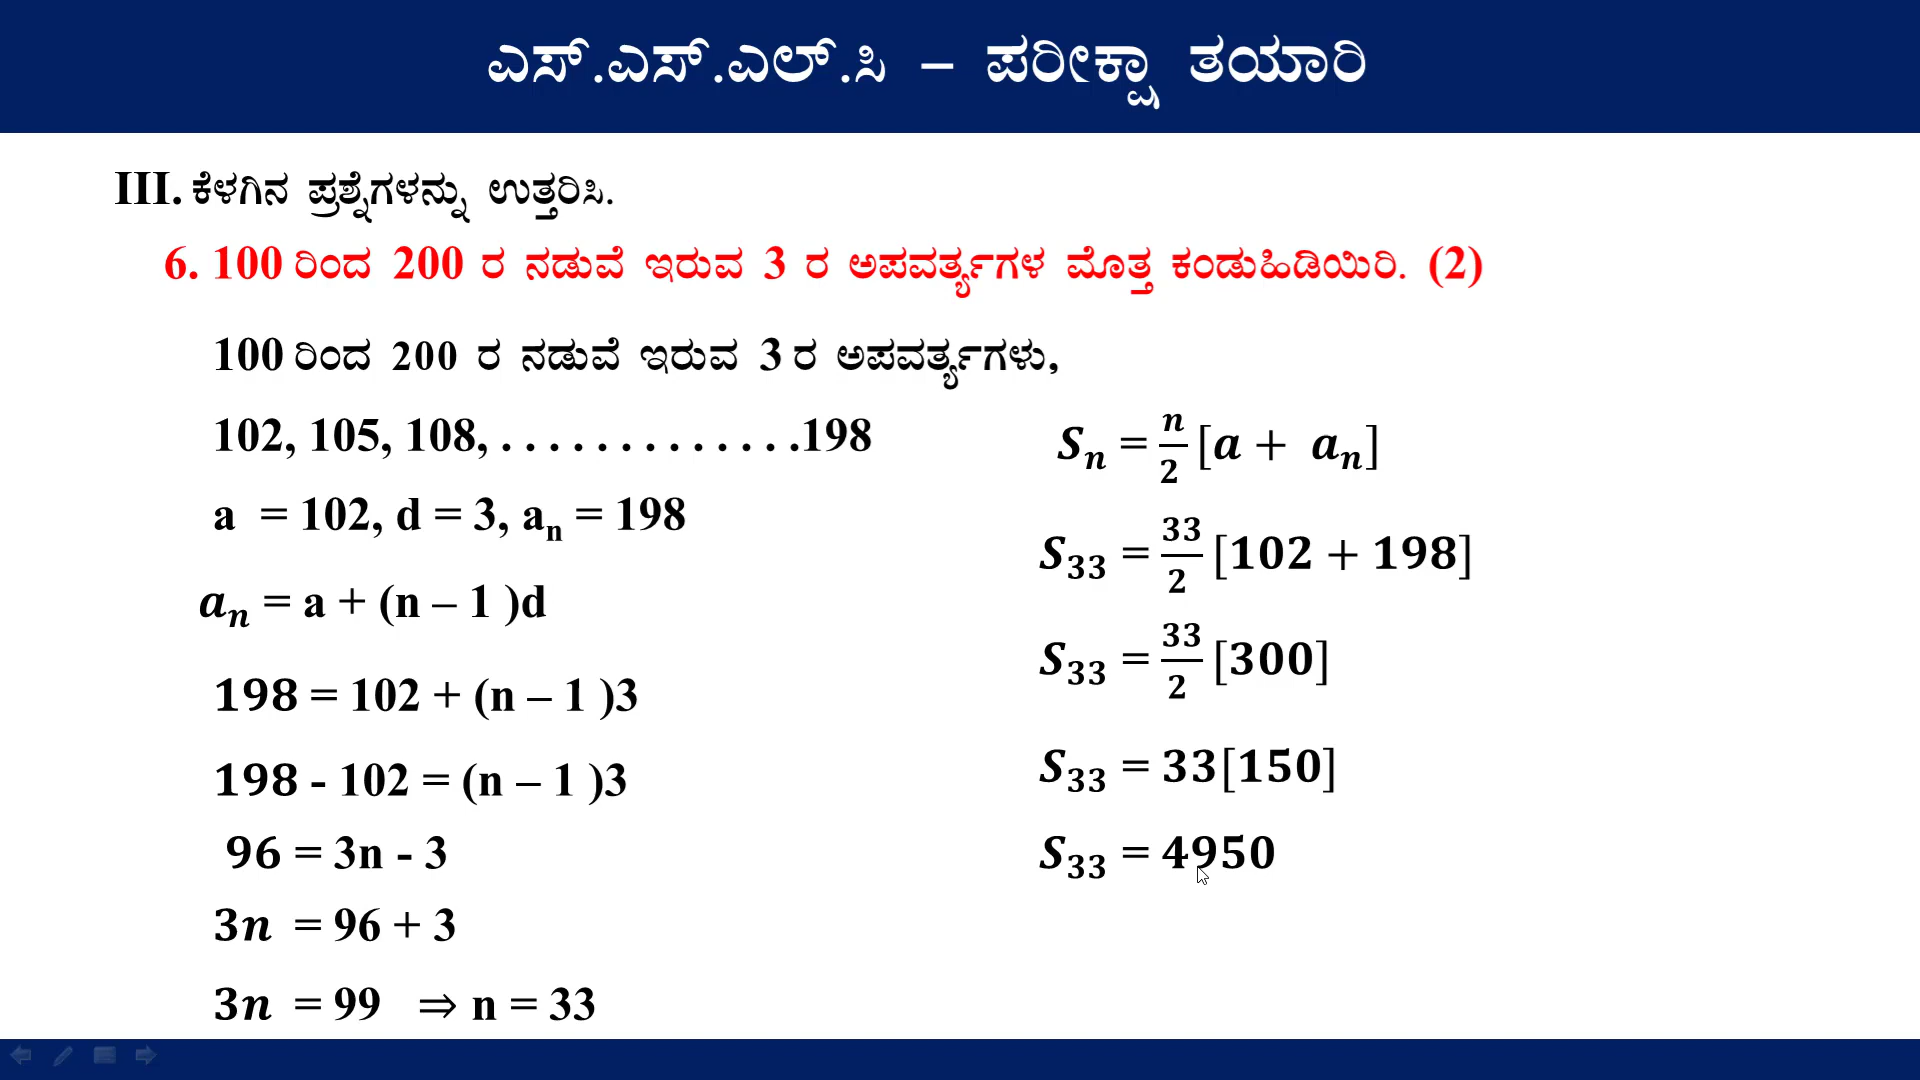 ಎಸ್.ಎಸ್.ಎಲ್.ಸಿ – ಪರೀಕ್ಷಾ ತಯಾರಿ
III. ಕೆಳಗಿನ ಪ್ರಶ್ನೆಗಳನ್ನು ಉತ್ತರಿಸಿ.
6. 100 ರಿಂದ 200 ರ ನಡುವೆ ಇರುವ 3 ರ ಅಪವರ್ತ್ಯಗಳ ಮೊತ್ತ ಕಂಡುಹಿಡಿಯಿರಿ. (2)
100 ರಿಂದ 200 ರ ನಡುವೆ ಇರುವ 3 ರ ಅಪವರ್ತ್ಯಗಳು,
102, 105, 108, . . . . . . . . . . . . .198
a = 102, d = 3, aₙ = 198
aₙ = a + (n – 1 )d
198 = 102 + (n – 1 )3
198 - 102 = (n – 1 )3
96 = 3n - 3
3n = 96 + 3
3n = 99 ⇒ n = 33
Sₙ = n/2 [a + aₙ]
S₃₃ = 33/2 [102 + 198]
S₃₃ = 33/2 [300]
S₃₃ = 33[150]
S₃₃ = 4950